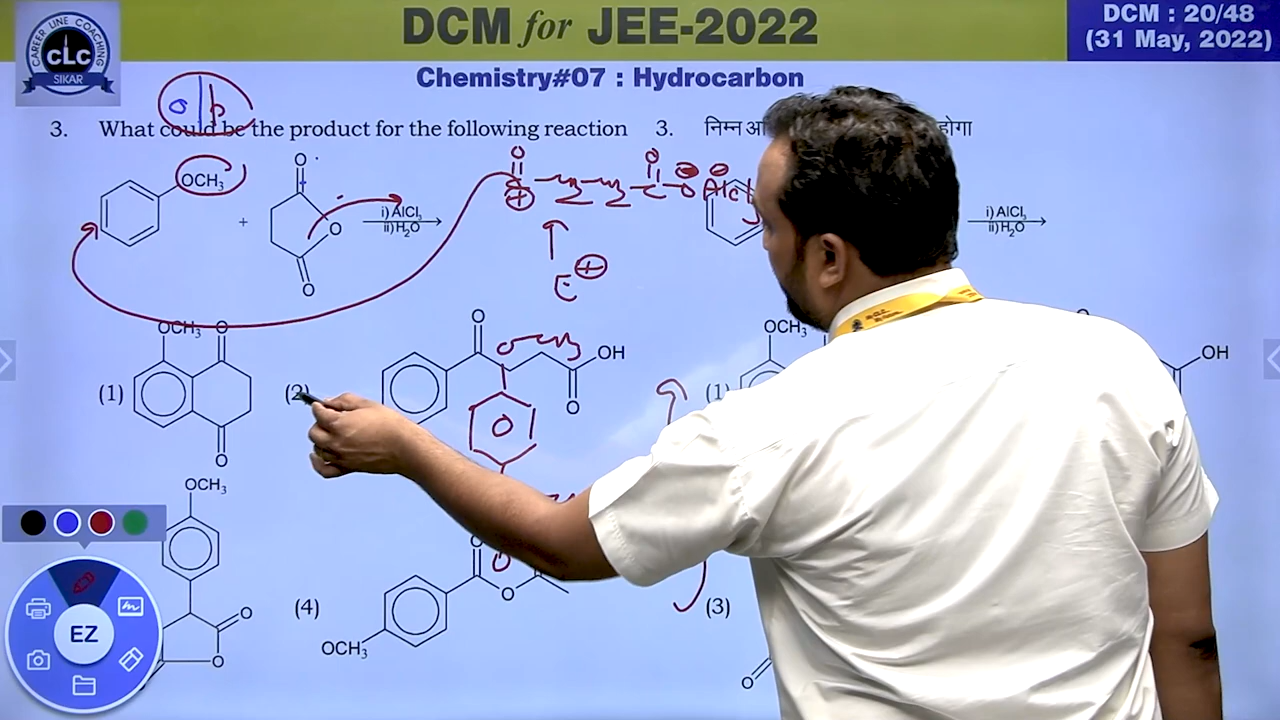 DCM for JEE-2022
DCM : 20/48
(31 May, 2022)
CAREER LINE COACHING
CLC
SIKAR
Chemistry#07 : Hydrocarbon
a b
3. What could be the product for the following reaction
3. निम्न
होगा
OCH₃
+
O
O
O
i) AlCl₃
ii) H₂O
i) AlCl₃
ii) H₂O
E⊕
(1)
OCH₃
O
O
(2)
O
OH
O
(1)
OCH₃
OH
OCH₃
O
O
(4)
O
O
OCH₃
(3)
O
EZ